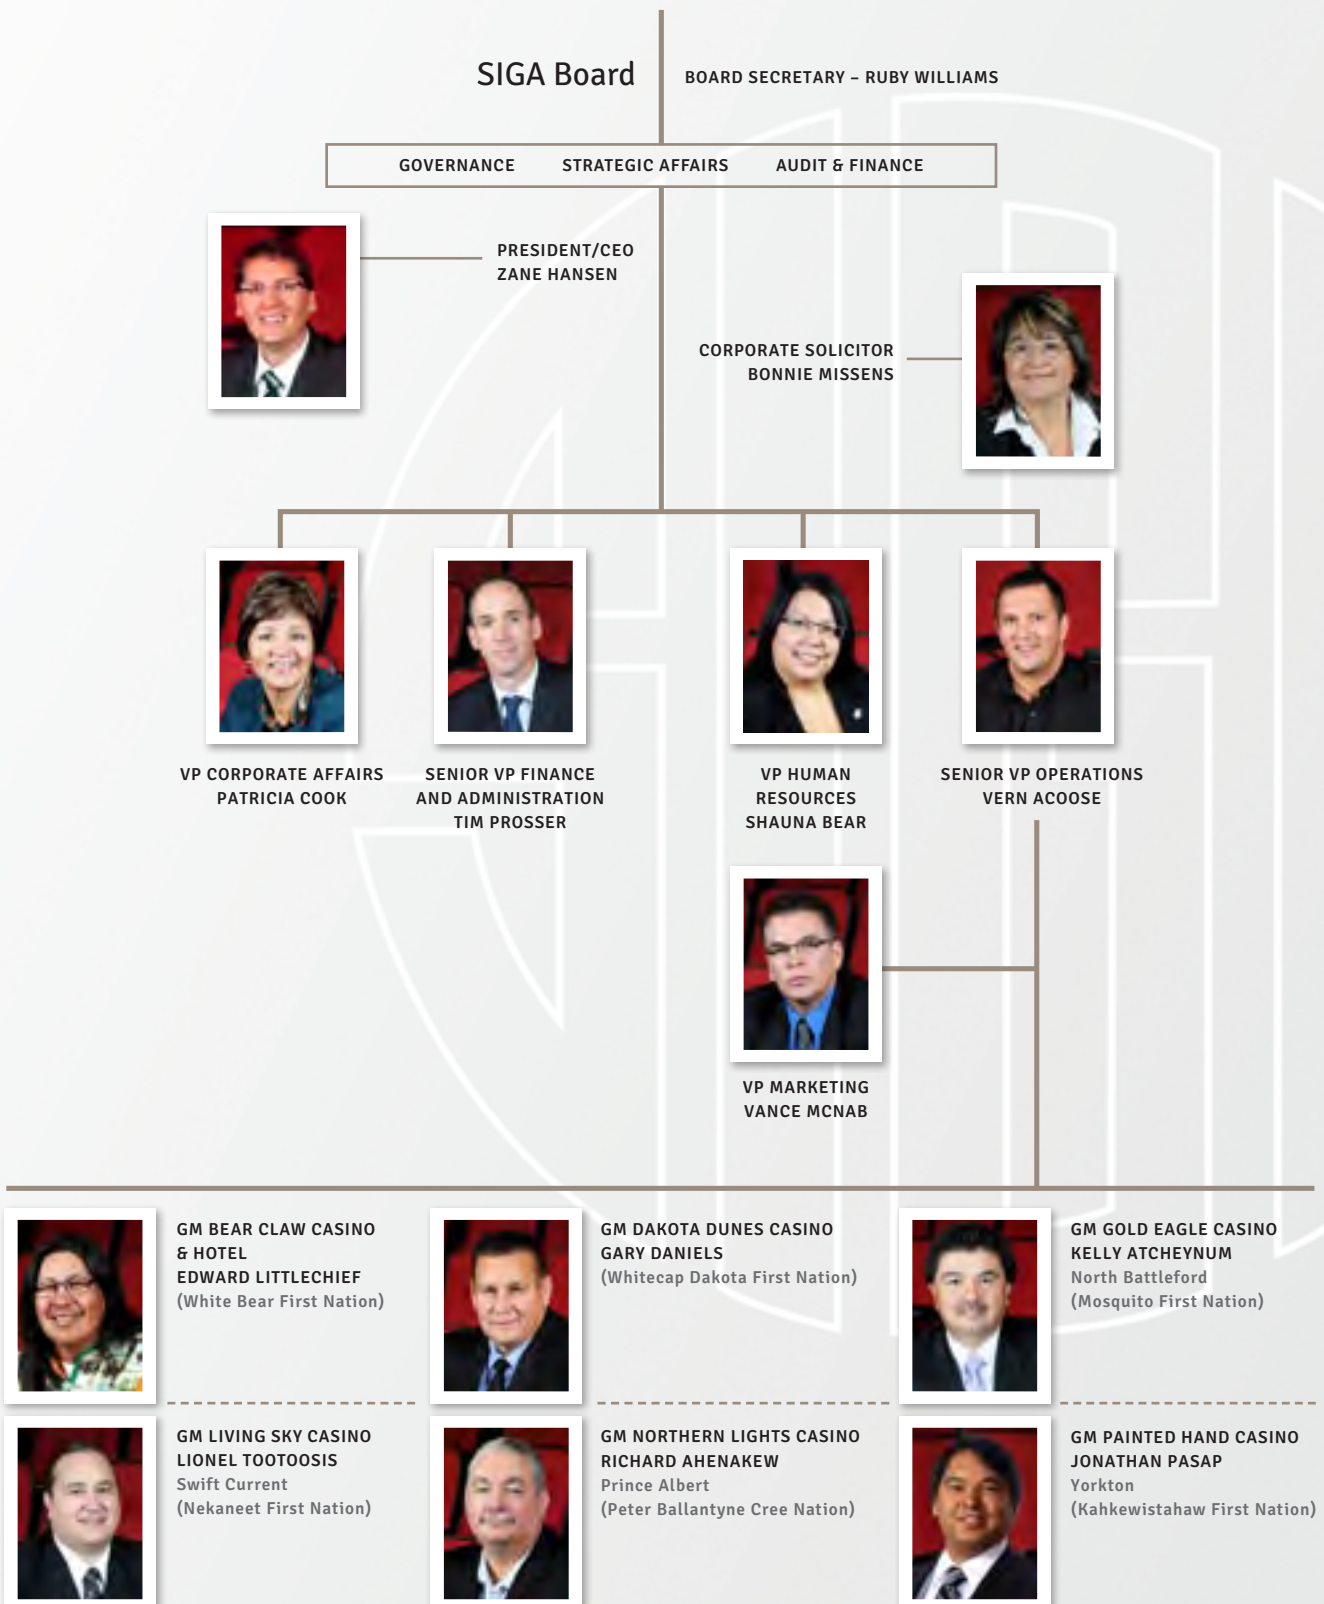 SIGA Board
BOARD SECRETARY – RUBY WILLIAMS
GOVERNANCE STRATEGIC AFFAIRS AUDIT & FINANCE
PRESIDENT/CEO
ZANE HANSEN
CORPORATE SOLICITOR
BONNIE MISSENS
VP CORPORATE AFFAIRS
PATRICIA COOK
SENIOR VP FINANCE
AND ADMINISTRATION
TIM PROSSER
VP HUMAN
RESOURCES
SHAUNA BEAR
SENIOR VP OPERATIONS
VERN ACOOSE
VP MARKETING
VANCE MCNAB
GM BEAR CLAW CASINO
& HOTEL
EDWARD LITTLECHIEF
(White Bear First Nation)
GM DAKOTA DUNES CASINO
GARY DANIELS
(Whitecap Dakota First Nation)
GM GOLD EAGLE CASINO
KELLY ATCHEYNUM
North Battleford
(Mosquito First Nation)
GM LIVING SKY CASINO
LIONEL TOOTOOSIS
Swift Current
(Nekaneet First Nation)
GM NORTHERN LIGHTS CASINO
RICHARD AHENAKEW
Prince Albert
(Peter Ballantyne Cree Nation)
GM PAINTED HAND CASINO
JONATHAN PASAP
Yorkton
(Kahkewistahaw First Nation)